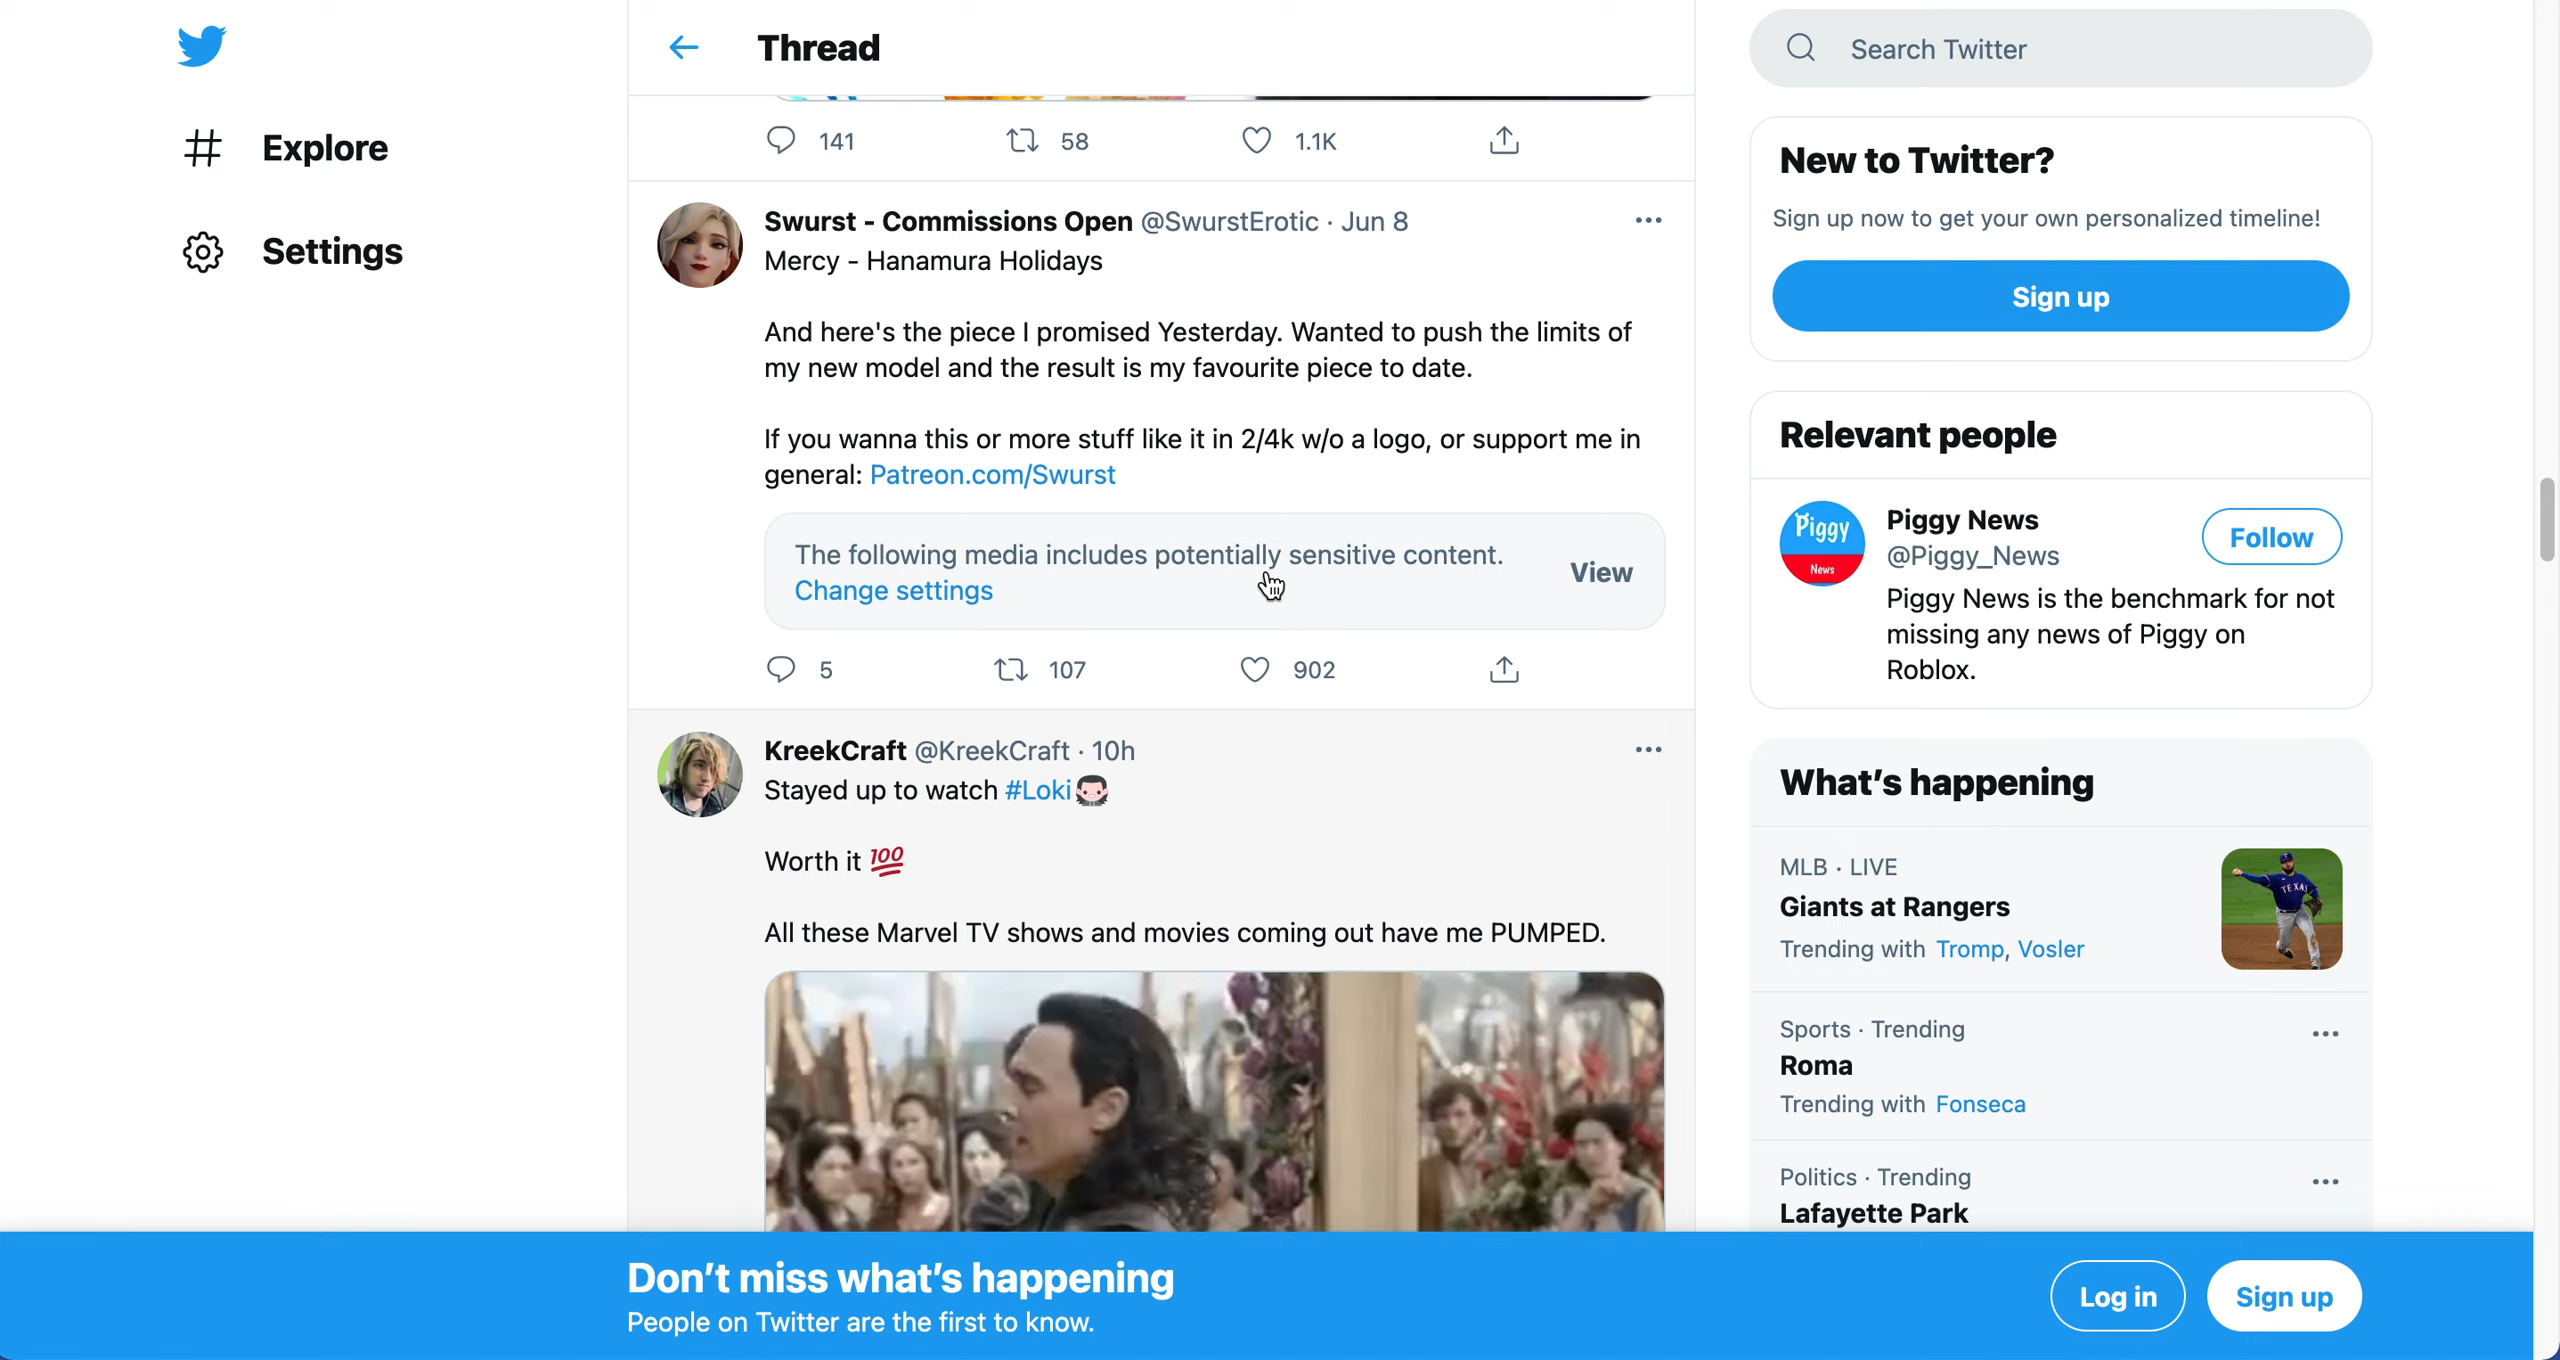 Explore
Settings
Thread
141 58 1.1K
Swurst - Commissions Open @SwurstErotic · Jun 8
Mercy - Hanamura Holidays
And here's the piece I promised Yesterday. Wanted to push the limits of
my new model and the result is my favourite piece to date.
If you wanna this or more stuff like it in 2/4k w/o a logo, or support me in
general: Patreon.com/Swurst
The following media includes potentially sensitive content.
Change settings
View
5 107 902
KreekCraft @KreekCraft · 10h
Stayed up to watch #Loki
Worth it 💯
All these Marvel TV shows and movies coming out have me PUMPED.
Search Twitter
New to Twitter?
Sign up now to get your own personalized timeline!
Sign up
Relevant people
Piggy
News
Piggy News
@Piggy_News
Follow
Piggy News is the benchmark for not
missing any news of Piggy on
Roblox.
What's happening
MLB · LIVE
Giants at Rangers
Trending with Tromp, Vosler
TEXAS
Sports · Trending
Roma
Trending with Fonseca
Politics · Trending
Lafayette Park
Don't miss what's happening
People on Twitter are the first to know.
Log in
Sign up